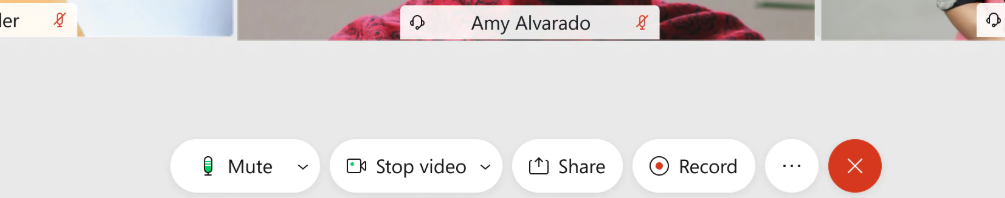 ler
Amy Alvarado
Mute
Stop video
Share
Record